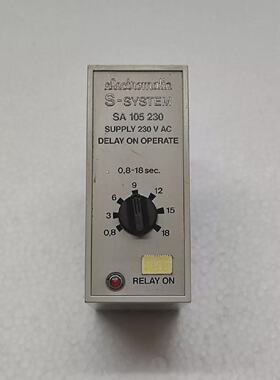 electromatic
S-SYSTEM
SA 105 230
SUPPLY 230 V AC
DELAY ON OPERATE
0,8-18 sec.
9
6 12
3 15
0,8 18
RELAY ON